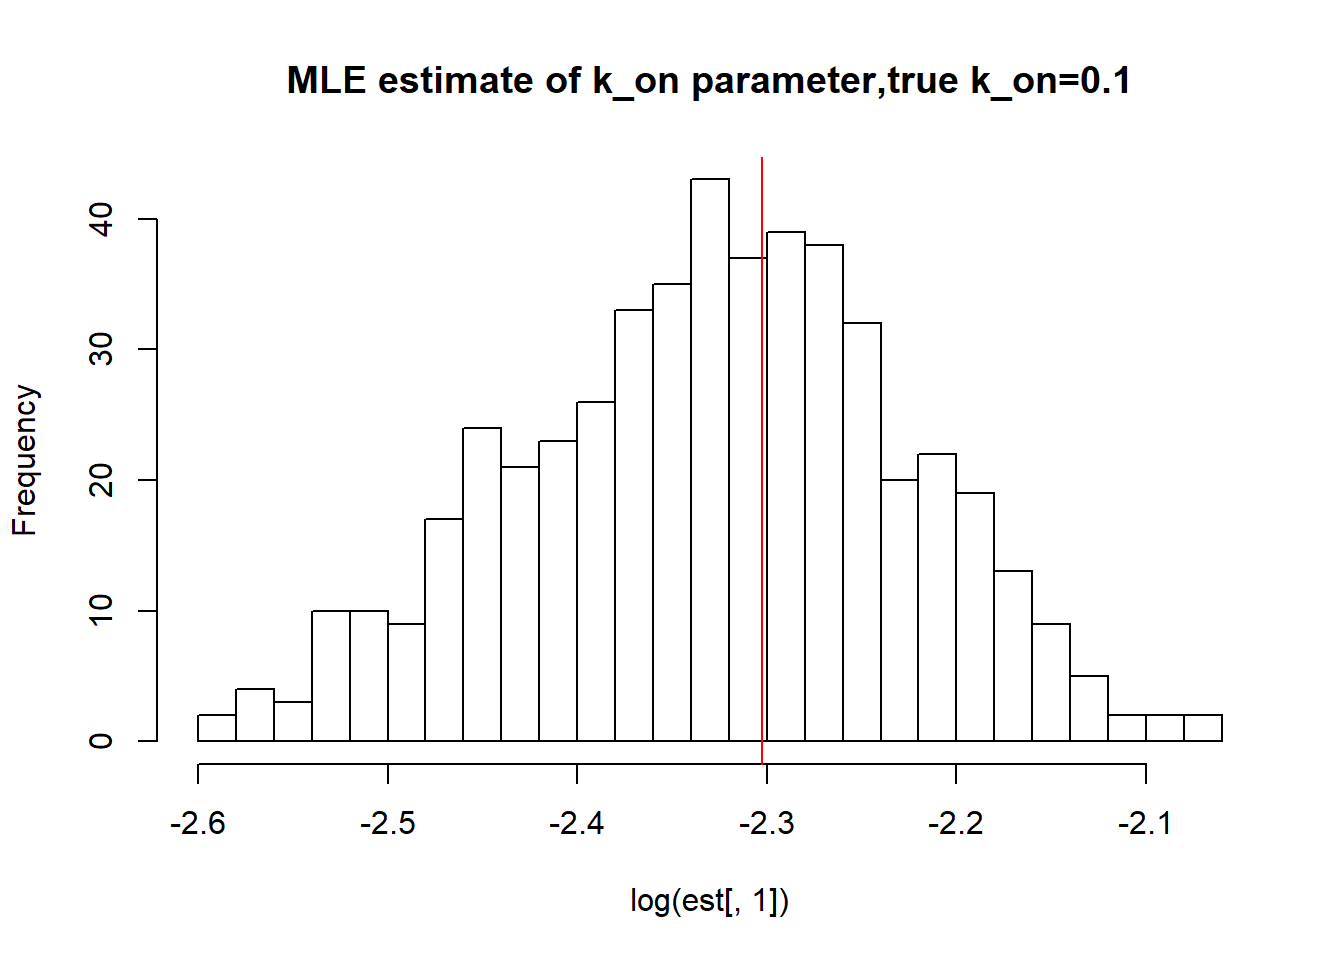 MLE estimate of k_on parameter,true k_on=0.1
Frequency
40
30
20
10
0
-2.6 -2.5 -2.4 -2.3 -2.2 -2.1
log(est[, 1])